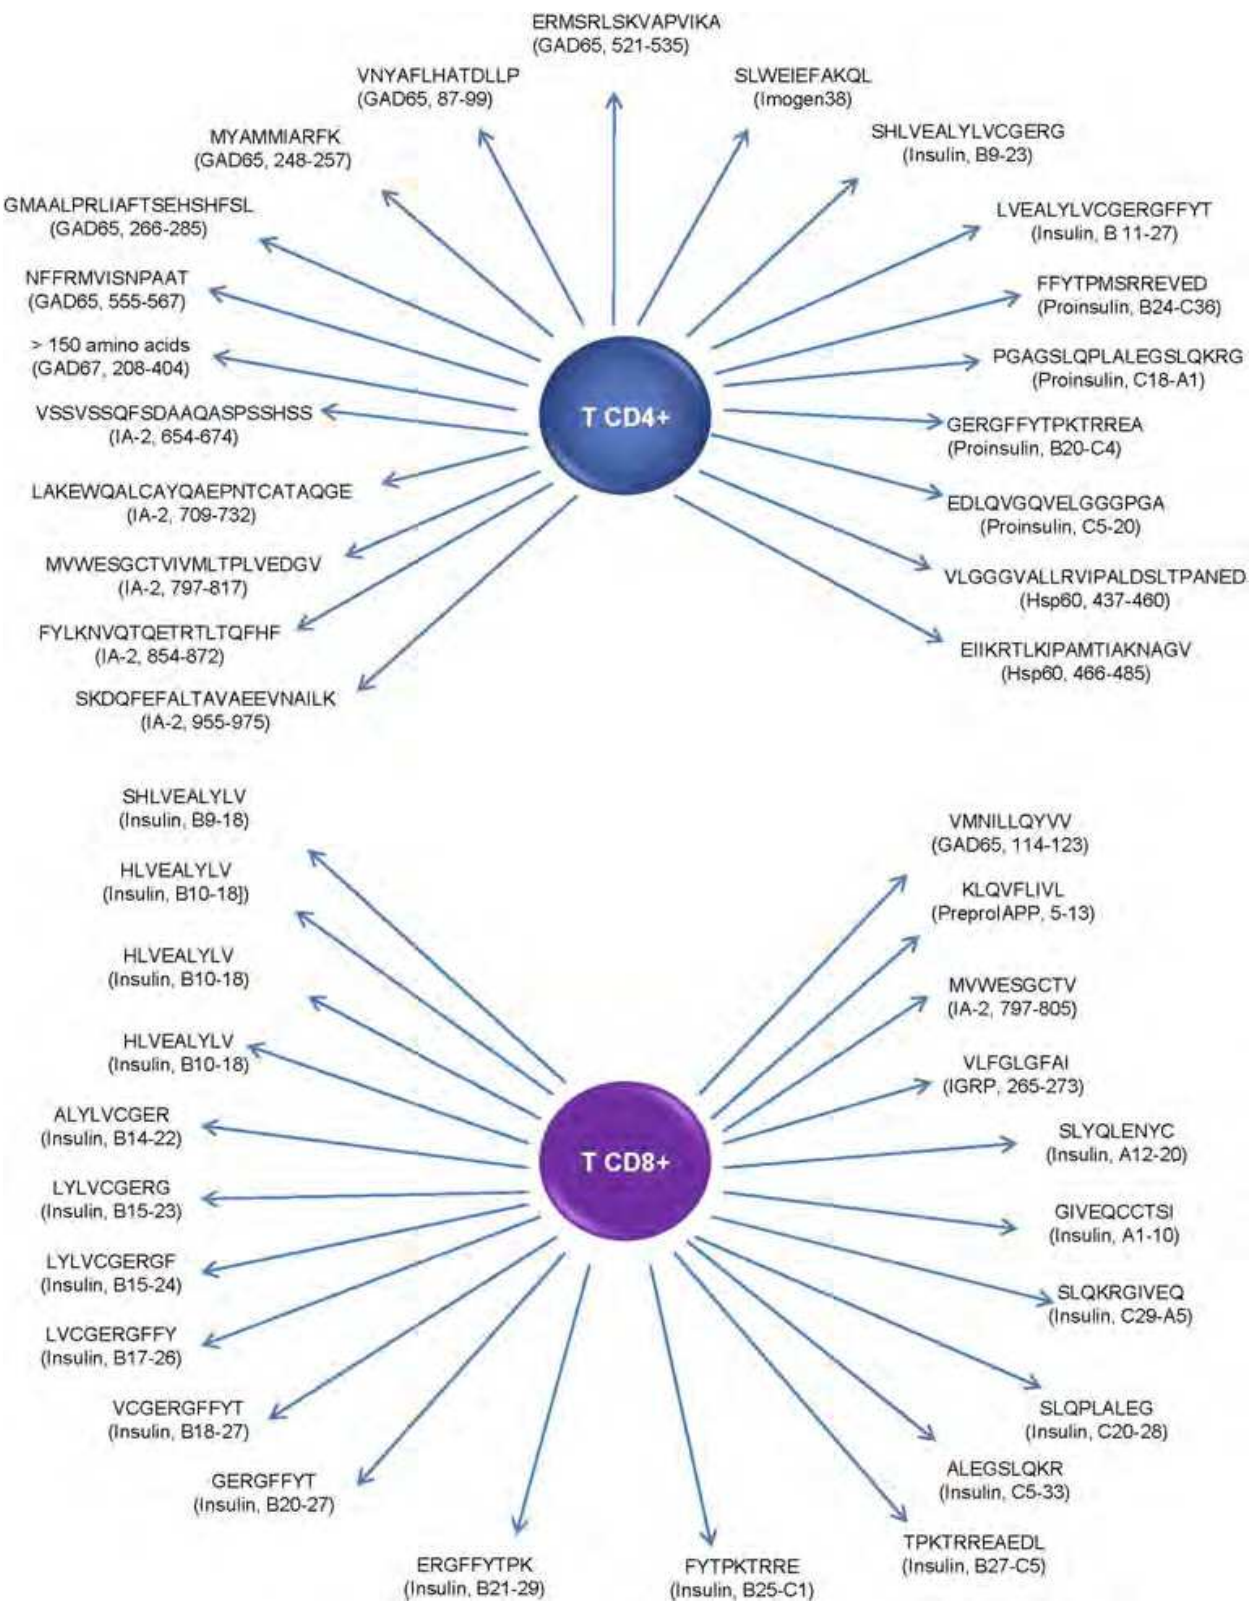 ERMSRLSKVAPVIKA
(GAD65, 521-535)
VNYAFLHATDLLP
(GAD65, 87-99)
SLWEIEFAKQL
(Imogen38)
MYAMMIARFK
(GAD65, 248-257)
SHLVEALYLVCGERG
(Insulin, B9-23)
GMAALPRLIAFTSEHSHFSL
(GAD65, 266-285)
LVEALYLVCGERGFFYT
(Insulin, B 11-27)
NFFRMVISNPAAT
(GAD65, 555-567)
FFYTPMSRREVED
(Proinsulin, B24-C36)
> 150 amino acids
(GAD67, 208-404)
PGAGSLQPLALEGSLQKRG
(Proinsulin, C18-A1)
T CD4+
VSSVSSQFSDAAQASPSSHSS
(IA-2, 654-674)
GERGFFYTPKTRREA
(Proinsulin, B20-C4)
LAKEWQALCAYQAEPNTCATAQGE
(IA-2, 709-732)
EDLQVGQVELGGGPGA
(Proinsulin, C5-20)
MVWESGCTVIVMLTPLVEDGV
(IA-2, 797-817)
VLGGGVALLRVIPALDSLTPANED
(Hsp60, 437-460)
FYLKNVQTQETRTLTQFHF
(IA-2, 854-872)
EIIKRTLKIPAMTIAKNAGV
(Hsp60, 466-485)
SKDQFEFALTAVAEEVNAILK
(IA-2, 955-975)
SHLVEALYLV
(Insulin, B9-18)
VMNILLQYVV
(GAD65, 114-123)
HLVEALYLV
(Insulin, B10-18])
KLQVFLIVL
(PreproIAPP, 5-13)
HLVEALYLV
(Insulin, B10-18)
MVWESGCTV
(IA-2, 797-805)
HLVEALYLV
(Insulin, B10-18)
VLFGLGFAI
(IGRP, 265-273)
ALYLVCGER
(Insulin, B14-22)
SLYQLENYC
(Insulin, A12-20)
T CD8+
LYLVCGERG
(Insulin, B15-23)
GIVEQCCTSI
(Insulin, A1-10)
LYLVCGERGF
(Insulin, B15-24)
SLQKRGIVEQ
(Insulin, C29-A5)
LVCGERGFFY
(Insulin, B17-26)
VCGERGFFYT
(Insulin, B18-27)
SLQPLALEG
(Insulin, C20-28)
GERGFFYT
(Insulin, B20-27)
ALEGSLQKR
(Insulin, C5-33)
TPKTRREAEDL
(Insulin, B27-C5)
ERGFFYTPK
(Insulin, B21-29)
FYTPKTRRE
(Insulin, B25-C1)